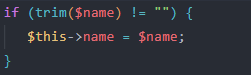 if (trim($name) != "") {
$this->name = $name;
}